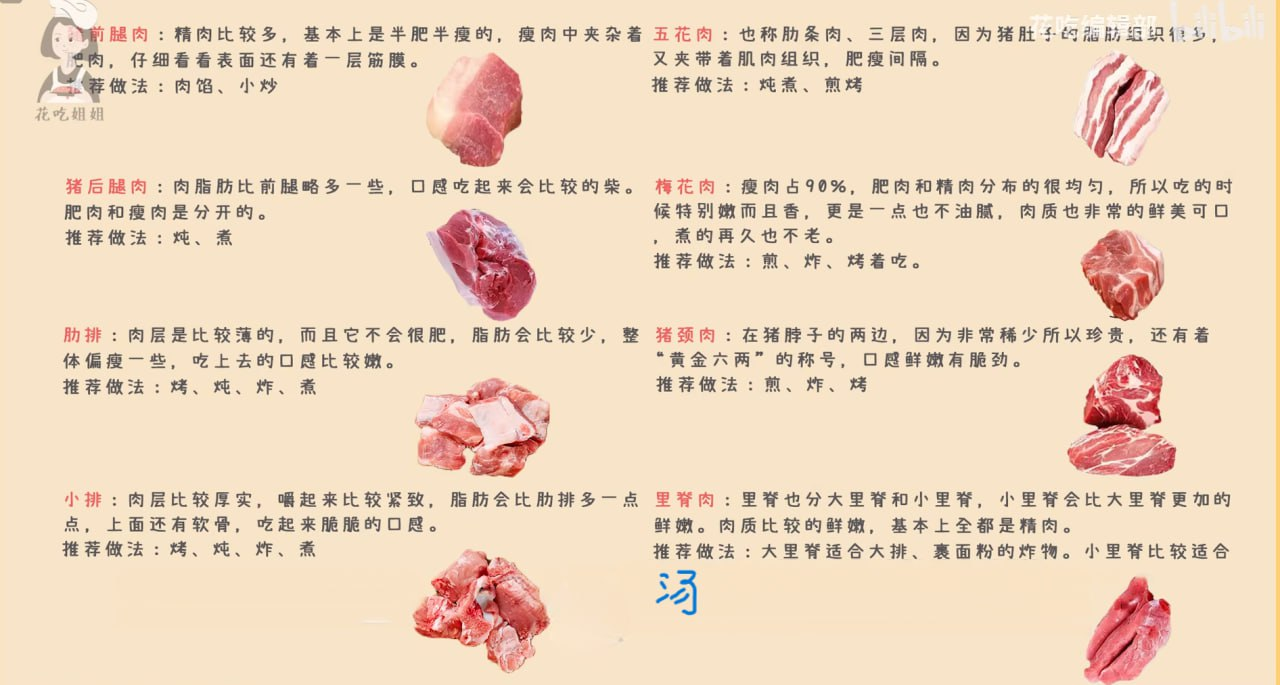 前腿肉：精肉比较多，基本上是半肥半瘦的，瘦肉中夹杂着
肥肉，仔细看看表面还有着一层筋膜。
推荐做法：肉馅、小炒
花吃姐姐
猪后腿肉：肉脂肪比前腿略多一些，口感吃起来会比较的柴。
肥肉和瘦肉是分开的。
推荐做法：炖、煮
肋排：肉层是比较薄的，而且它不会很肥，脂肪会比较少，整
体偏瘦一些，吃上去的口感比较嫩。
推荐做法：烤、炖、炸、煮
小排：肉层比较厚实，嚼起来比较紧致，脂肪会比肋排多一点
点，上面还有软骨，吃起来脆脆的口感。
推荐做法：烤、炖、炸、煮
花吃编辑部 bilibili
五花肉：也称肋条肉、三层肉，因为猪肚子的脂肪组织很多，
又夹带着肌肉组织，肥瘦间隔。
推荐做法：炖煮、煎烤
梅花肉：瘦肉占90%，肥肉和精肉分布的很均匀，所以吃的时
候特别嫩而且香，更是一点也不油腻，肉质也非常的鲜美可口
，煮的再久也不老。
推荐做法：煎、炸、烤着吃。
猪颈肉：在猪脖子的两边，因为非常稀少所以珍贵，还有着
“黄金六两”的称号，口感鲜嫩有脆劲。
推荐做法：煎、炸、烤
里脊肉：里脊也分大里脊和小里脊，小里脊会比大里脊更加的
鲜嫩。肉质比较的鲜嫩，基本上全都是精肉。
推荐做法：大里脊适合大排、裹面粉的炸物。小里脊比较适合
汤